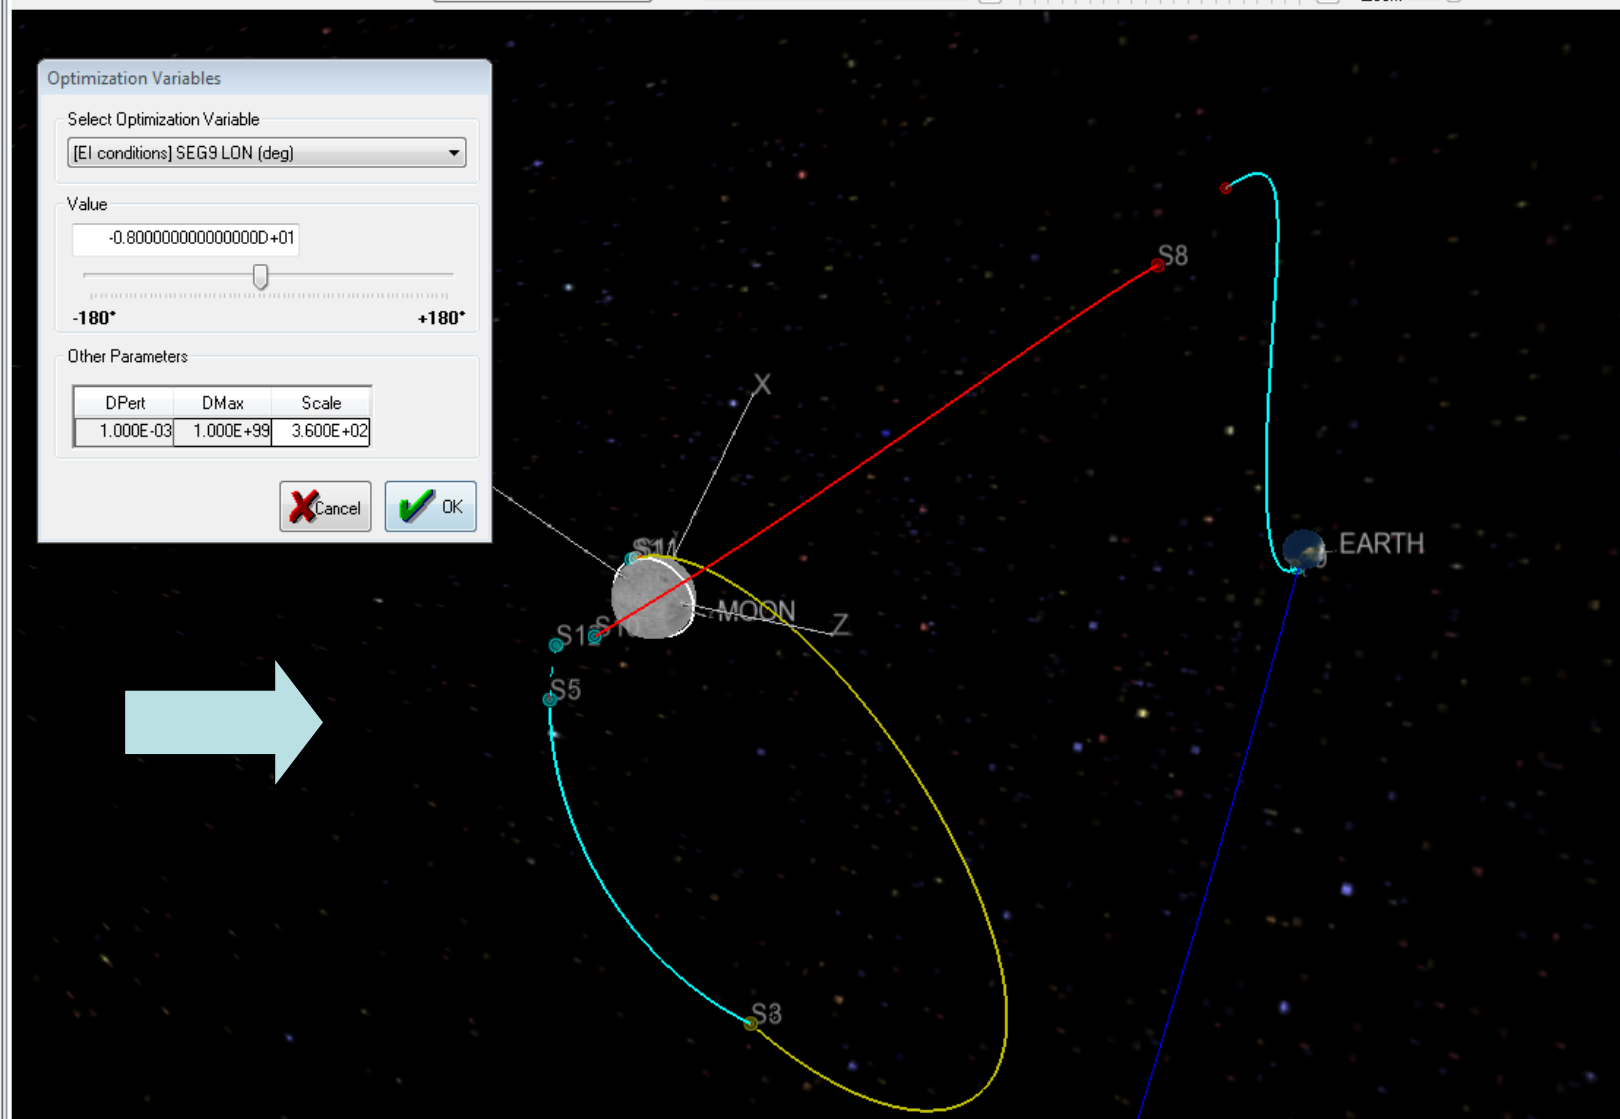 Optimization Variables
Select Optimization Variable
[EI conditions] SEG9 LON (deg)
Value
-0.800000000000000D+01
-180° +180°
Other Parameters
DPert DMax Scale
1.000E-03 1.000E+99 3.600E+02
Cancel OK
S8
X
EARTH
MOON
Z
S5
S3